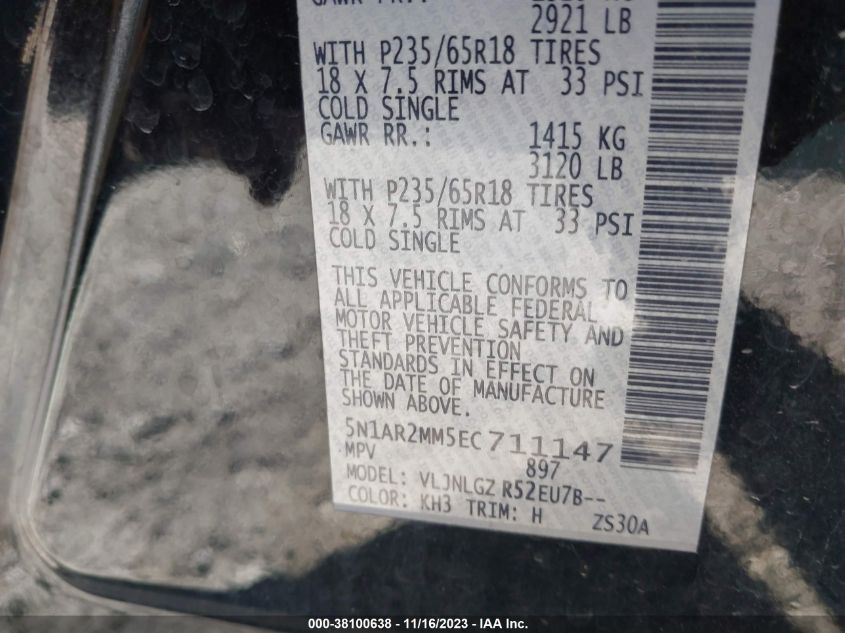 GAWR FR.:
2921 LB
WITH P235/65R18 TIRES
18 X 7.5 RIMS AT 33 PSI
COLD SINGLE
GAWR RR.: 1415 KG
3120 LB
WITH P235/65R18 TIRES
18 X 7.5 RIMS AT 33 PSI
COLD SINGLE
THIS VEHICLE CONFORMS TO
ALL APPLICABLE FEDERAL
MOTOR VEHICLE SAFETY AND
THEFT PREVENTION
STANDARDS IN EFFECT ON
THE DATE OF MANUFACTURE
SHOWN ABOVE.
5N1AR2MM5EC711147
MPV 897
MODEL: VLJNLGZ R52EU7B--
COLOR: KH3 TRIM: H ZS30A
000-38100638 - 11/16/2023 - IAA Inc.